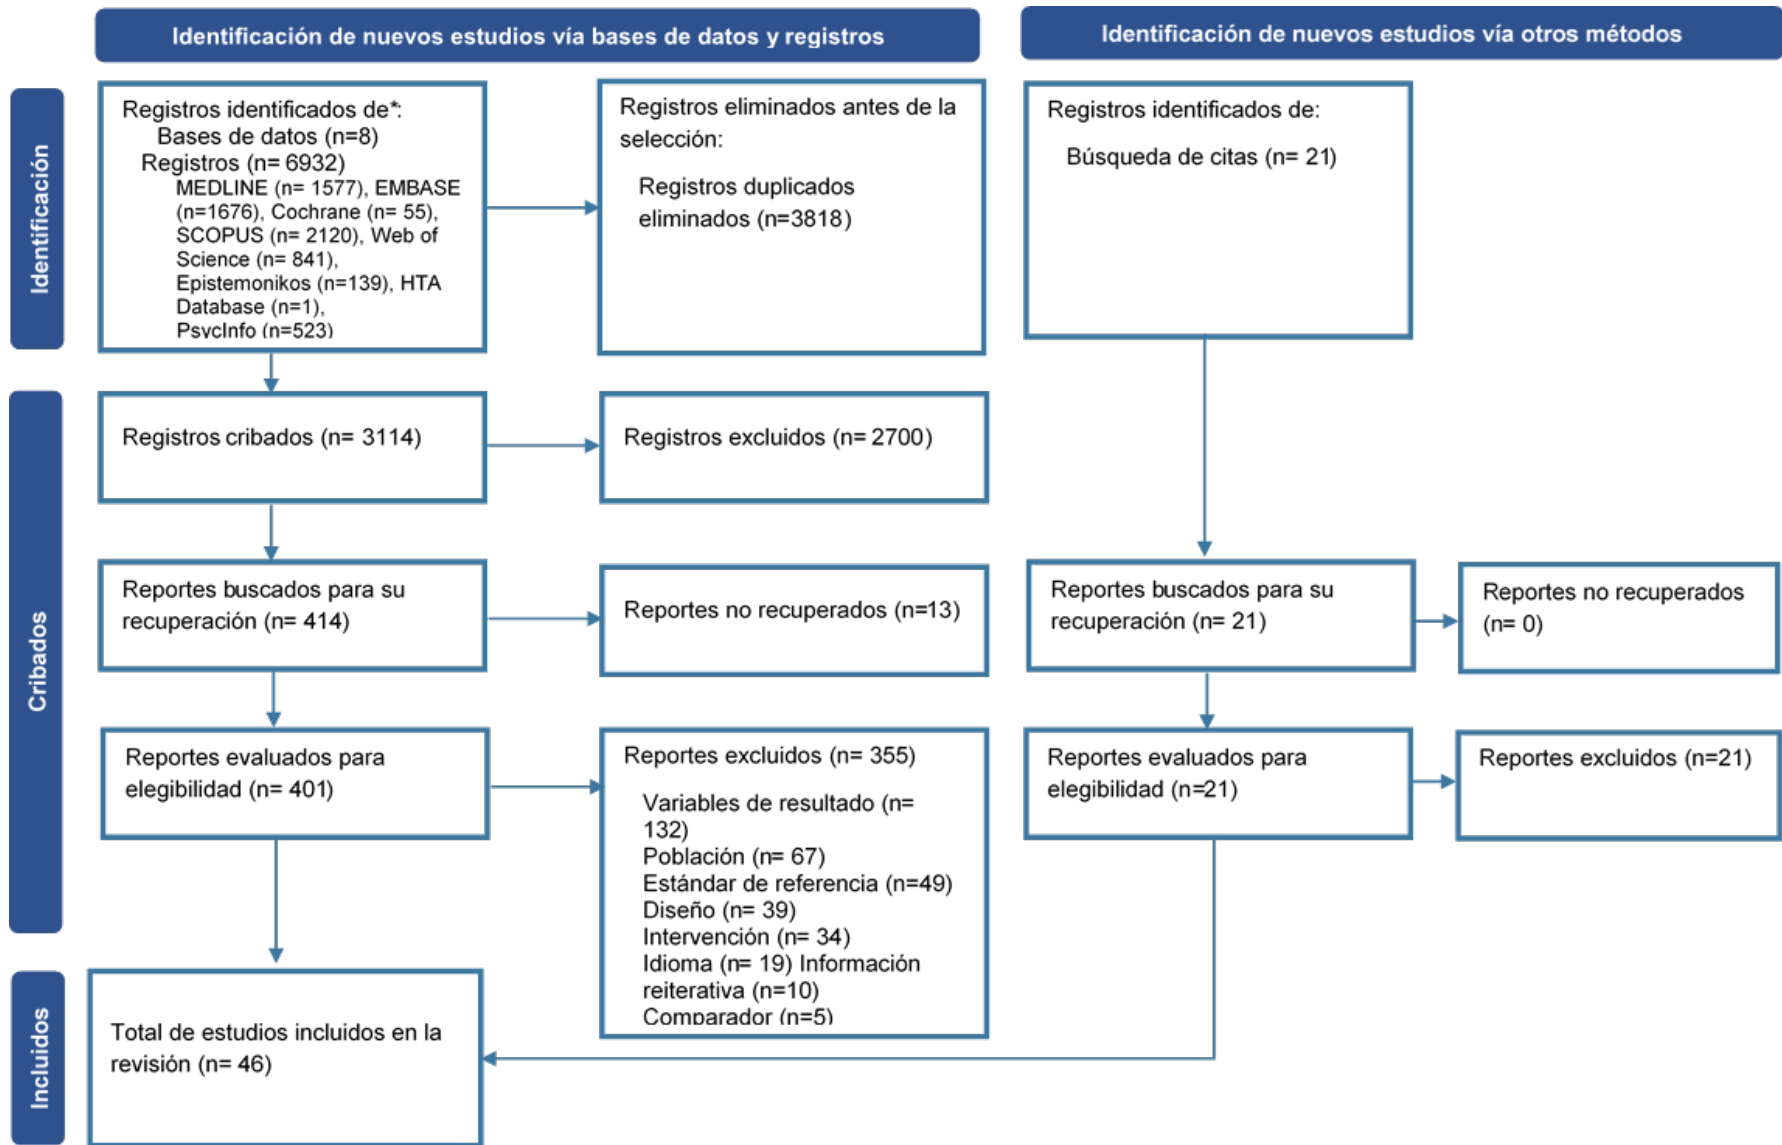 Identificación de nuevos estudios vía bases de datos y registros
Identificación de nuevos estudios vía otros métodos
Identificación
Registros identificados de*:
Bases de datos (n=8)
Registros (n= 6932)
MEDLINE (n= 1577), EMBASE
(n=1676), Cochrane (n= 55),
SCOPUS (n= 2120), Web of
Science (n= 841),
Epistemonikos (n=139), HTA
Database (n=1),
PsycInfo (n=523)
Registros eliminados antes de la
selección:
Registros duplicados
eliminados (n=3818)
Registros identificados de:
Búsqueda de citas (n= 21)
Cribados
Registros cribados (n= 3114)
Registros excluidos (n= 2700)
Reportes buscados para su
recuperación (n= 414)
Reportes no recuperados (n=13)
Reportes buscados para su
recuperación (n= 21)
Reportes no recuperados
(n= 0)
Reportes evaluados para
elegibilidad (n= 401)
Reportes excluidos (n= 355)
Variables de resultado (n=
132)
Población (n= 67)
Estándar de referencia (n=49)
Diseño (n= 39)
Intervención (n= 34)
Idioma (n= 19) Información
reiterativa (n=10)
Comparador (n=5)
Reportes evaluados para
elegibilidad (n=21)
Reportes excluidos (n=21)
Incluidos
Total de estudios incluidos en la
revisión (n= 46)